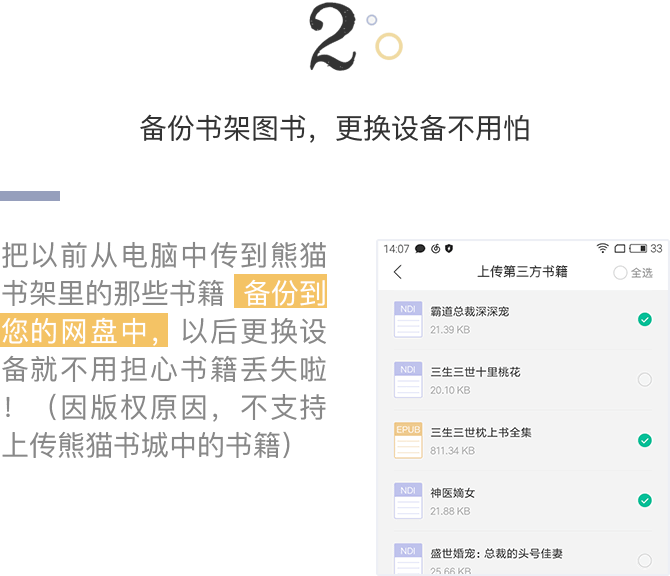 2
备份书架图书，更换设备不用怕
把以前从电脑中传到熊猫
书架里的那些书籍 备份到
您的网盘中， 以后更换设
备就不用担心书籍丢失啦
！（因版权原因，不支持
上传熊猫书城中的书籍）
14:07 33
上传第三方书籍 全选
NDI 霸道总裁深深宠
21.39 KB
NDI 三生三世十里桃花
20.10 KB
EPUB 三生三世枕上书全集
811.34 KB
NDI 神医嫡女
21.88 KB
NDI 盛世婚宠：总裁的头号佳妻
25.66 KB